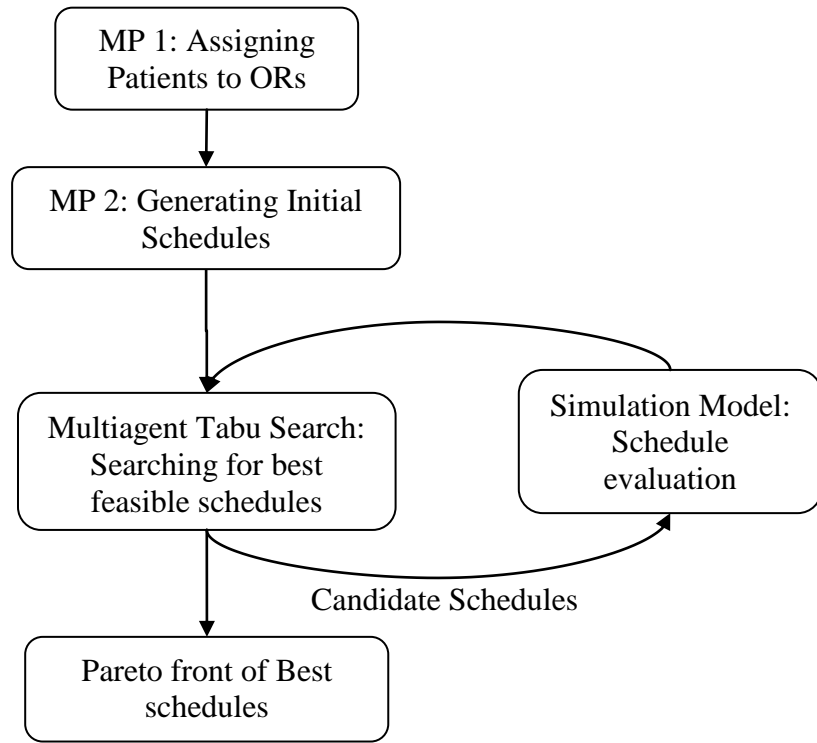 MP 1: Assigning
Patients to ORs
MP 2: Generating Initial
Schedules
Multiagent Tabu Search:
Searching for best
feasible schedules
Simulation Model:
Schedule
evaluation
Candidate Schedules
Pareto front of Best
schedules